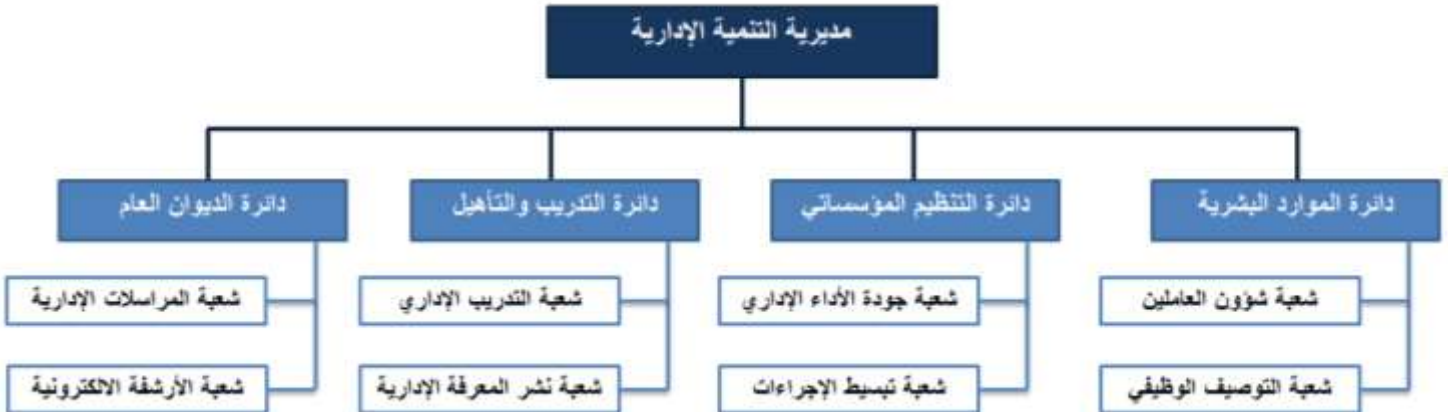 مديرية التنمية الإدارية
دائرة الموارد البشرية
دائرة التنظيم المؤسساتي
دائرة التدريب والتأهيل
دائرة الديوان العام
شعبة شؤون العاملين
شعبة جودة الأداء الإداري
شعبة التدريب الإداري
شعبة المراسلات الإدارية
شعبة التوصيف الوظيفي
شعبة تبسيط الإجراءات
شعبة نشر المعرفة الإدارية
شعبة الأرشفة الالكترونية